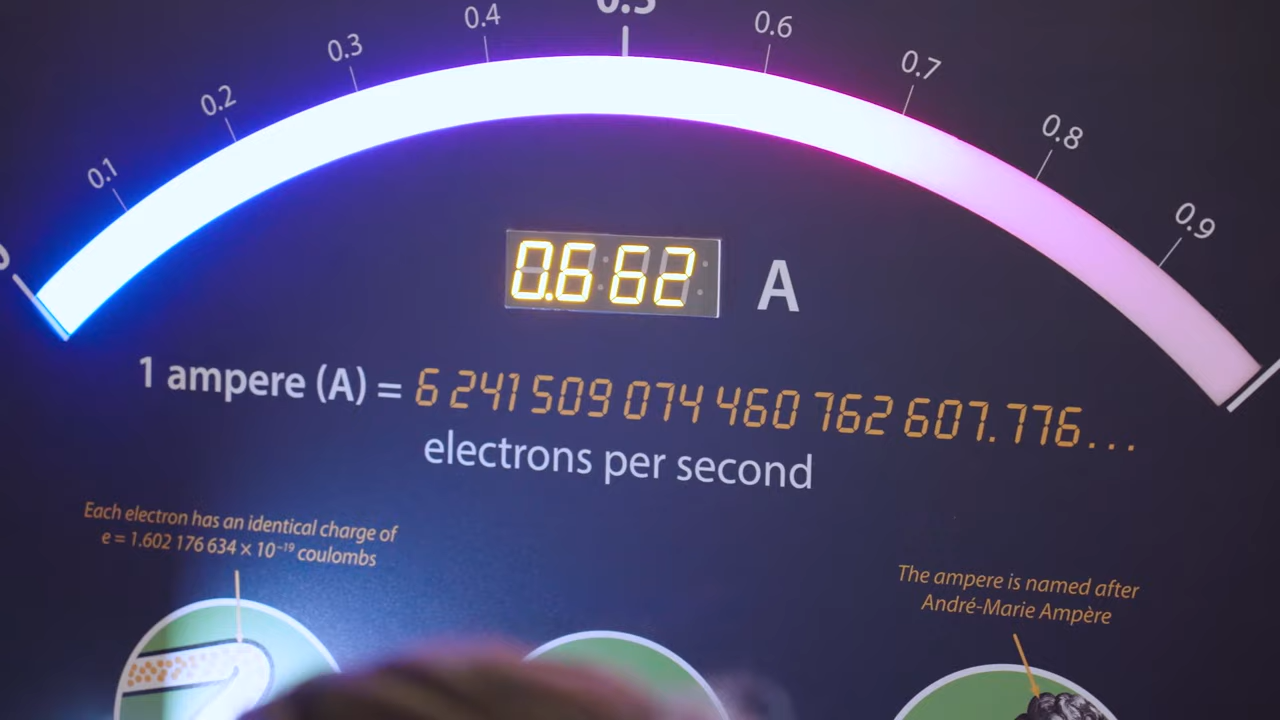 0
0.1
0.2
0.3
0.4
0.5
0.6
0.7
0.8
0.9
0.662 A
1 ampere (A) = 6 241 509 074 460 762 607.776...
electrons per second
Each electron has an identical charge of
e = 1.602 176 634 × 10⁻¹⁹ coulombs
The ampere is named after
André-Marie Ampère